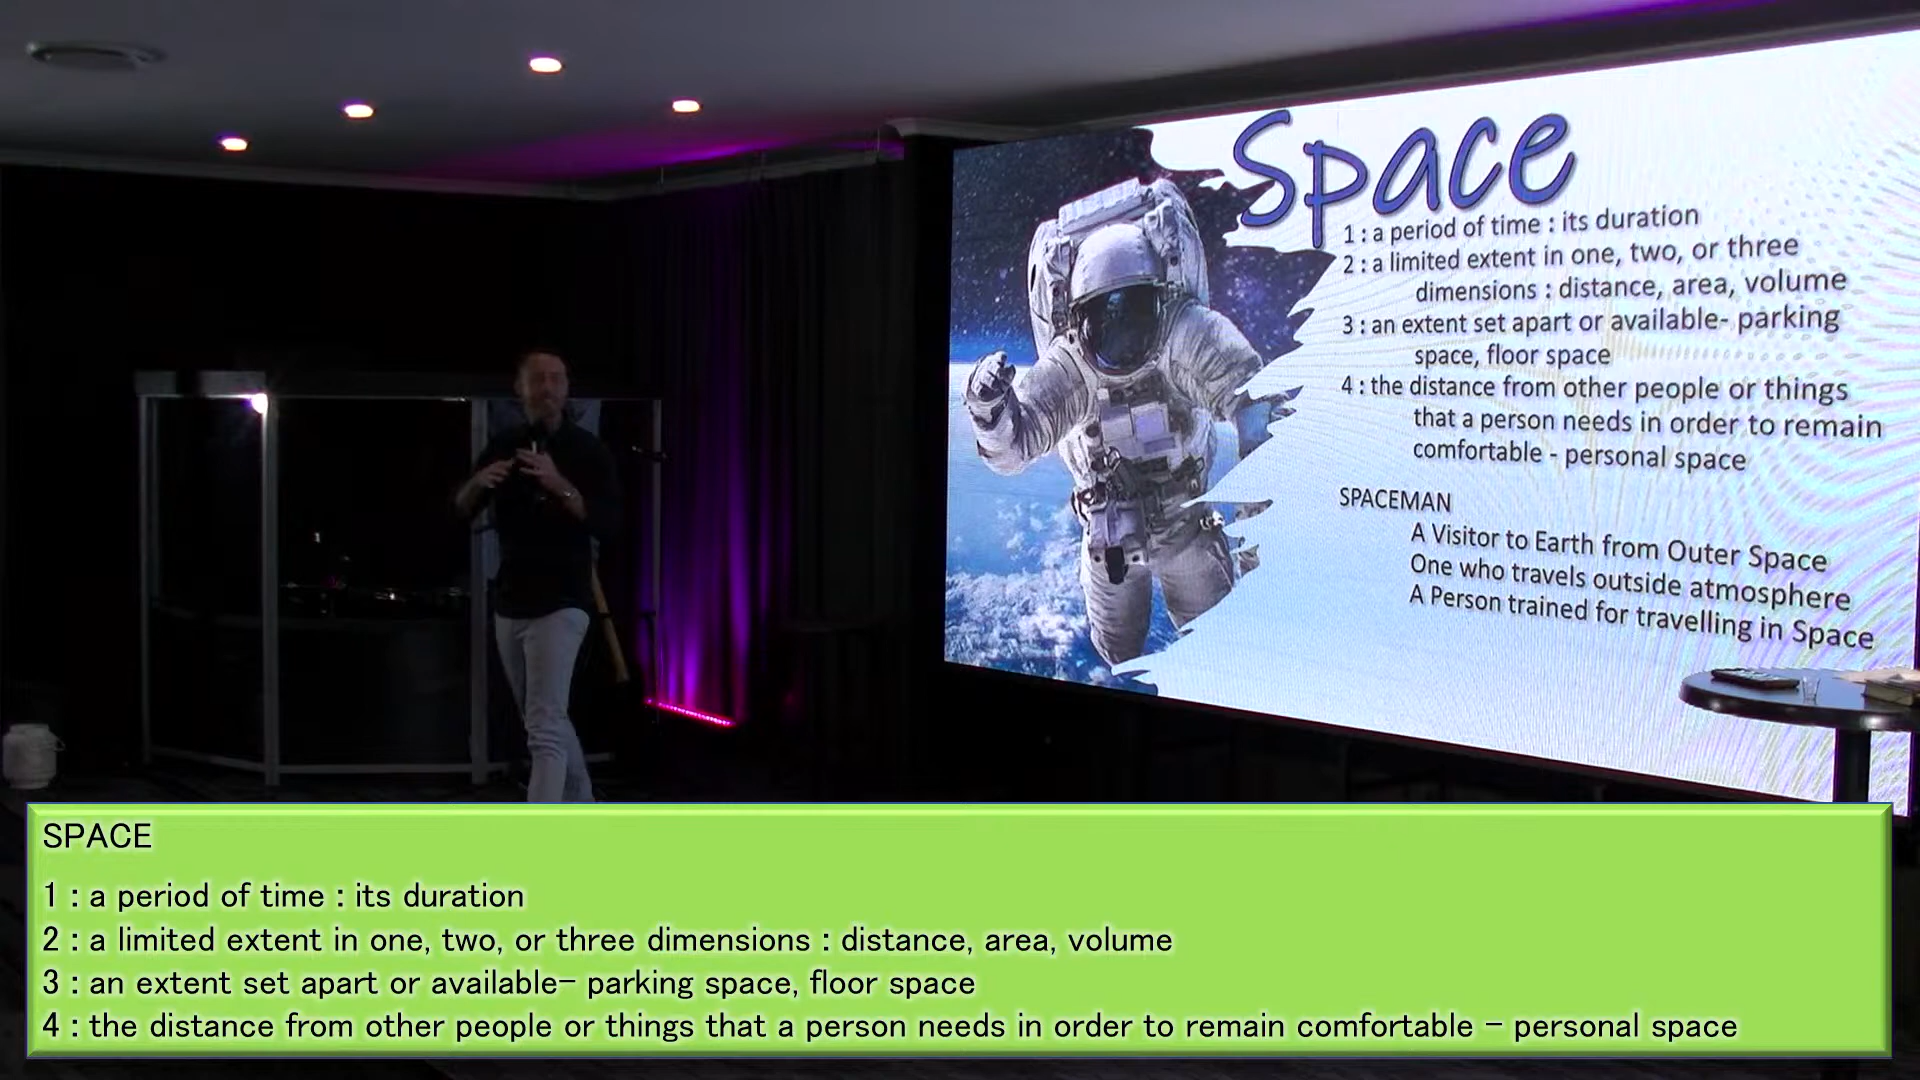 Space
1 : a period of time : its duration
2 : a limited extent in one, two, or three
dimensions : distance, area, volume
3 : an extent set apart or available- parking
space, floor space
4 : the distance from other people or things
that a person needs in order to remain
comfortable - personal space
SPACEMAN
A Visitor to Earth from Outer Space
One who travels outside atmosphere
A Person trained for travelling in Space
SPACE
1 : a period of time : its duration
2 : a limited extent in one, two, or three dimensions : distance, area, volume
3 : an extent set apart or available- parking space, floor space
4 : the distance from other people or things that a person needs in order to remain comfortable - personal space